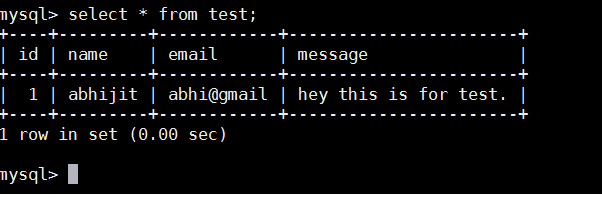 mysql> select * from test;
+----+---------+------------+-----------------------+
| id | name    | email      | message               |
+----+---------+------------+-----------------------+
|  1 | abhijit | abhi@gmail | hey this is for test. |
+----+---------+------------+-----------------------+
1 row in set (0.00 sec)
mysql>